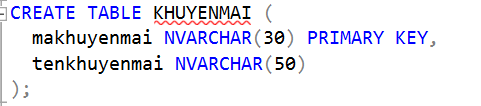 CREATE TABLE KHUYENMAI (
makhuyenmai NVARCHAR(30) PRIMARY KEY,
tenkhuyenmai NVARCHAR(50)
);